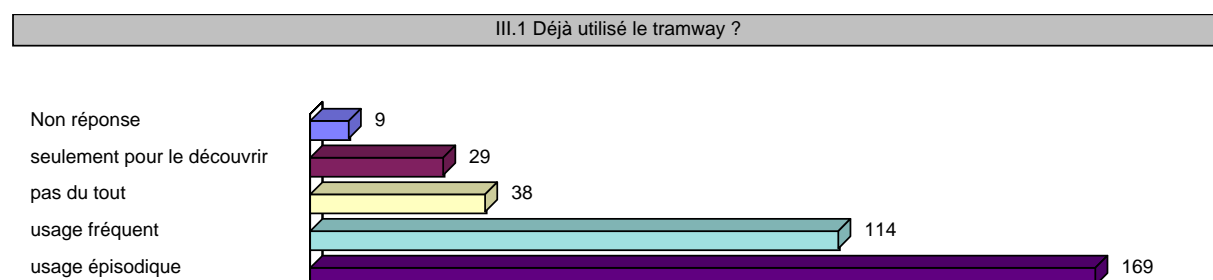 III.1 Déjà utilisé le tramway ?
Non réponse 9
seulement pour le découvrir 29
pas du tout 38
usage fréquent 114
usage épisodique 169